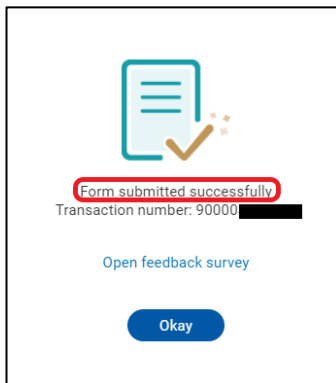 Form submitted successfully
Transaction number: 90000
Open feedback survey
Okay